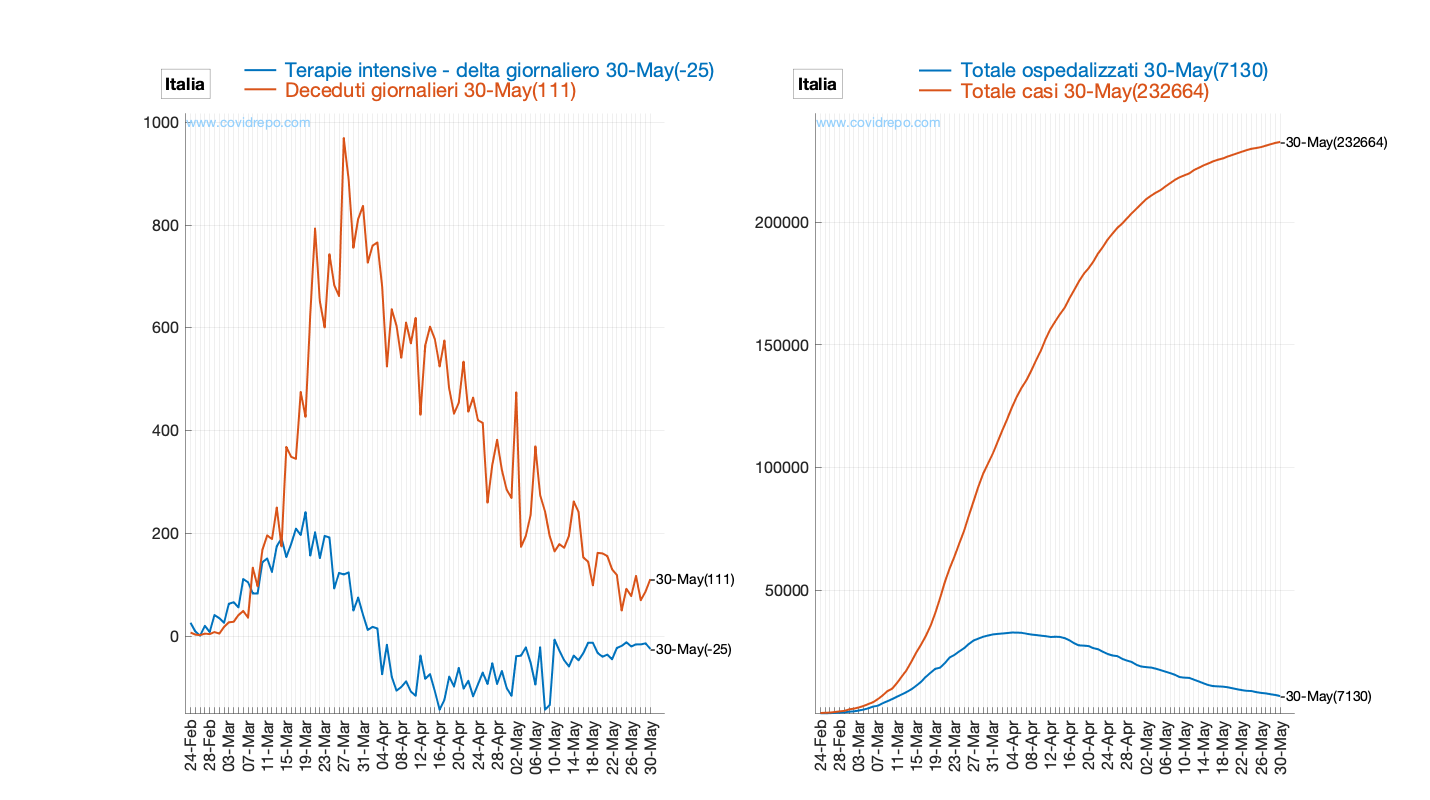 Italia
Terapie intensive - delta giornaliero 30-May(-25)
Deceduti giornalieri 30-May(111)
www.covidrepo.com
1000
800
600
400
200
0
30-May(111)
30-May(-25)
24-Feb
28-Feb
03-Mar
07-Mar
11-Mar
15-Mar
19-Mar
23-Mar
27-Mar
31-Mar
04-Apr
08-Apr
12-Apr
16-Apr
20-Apr
24-Apr
28-Apr
02-May
06-May
10-May
14-May
18-May
22-May
26-May
30-May
Italia
Totale ospedalizzati 30-May(7130)
Totale casi 30-May(232664)
www.covidrepo.com
200000
150000
100000
50000
30-May(232664)
30-May(7130)
24-Feb
28-Feb
03-Mar
07-Mar
11-Mar
15-Mar
19-Mar
23-Mar
27-Mar
31-Mar
04-Apr
08-Apr
12-Apr
16-Apr
20-Apr
24-Apr
28-Apr
02-May
06-May
10-May
14-May
18-May
22-May
26-May
30-May